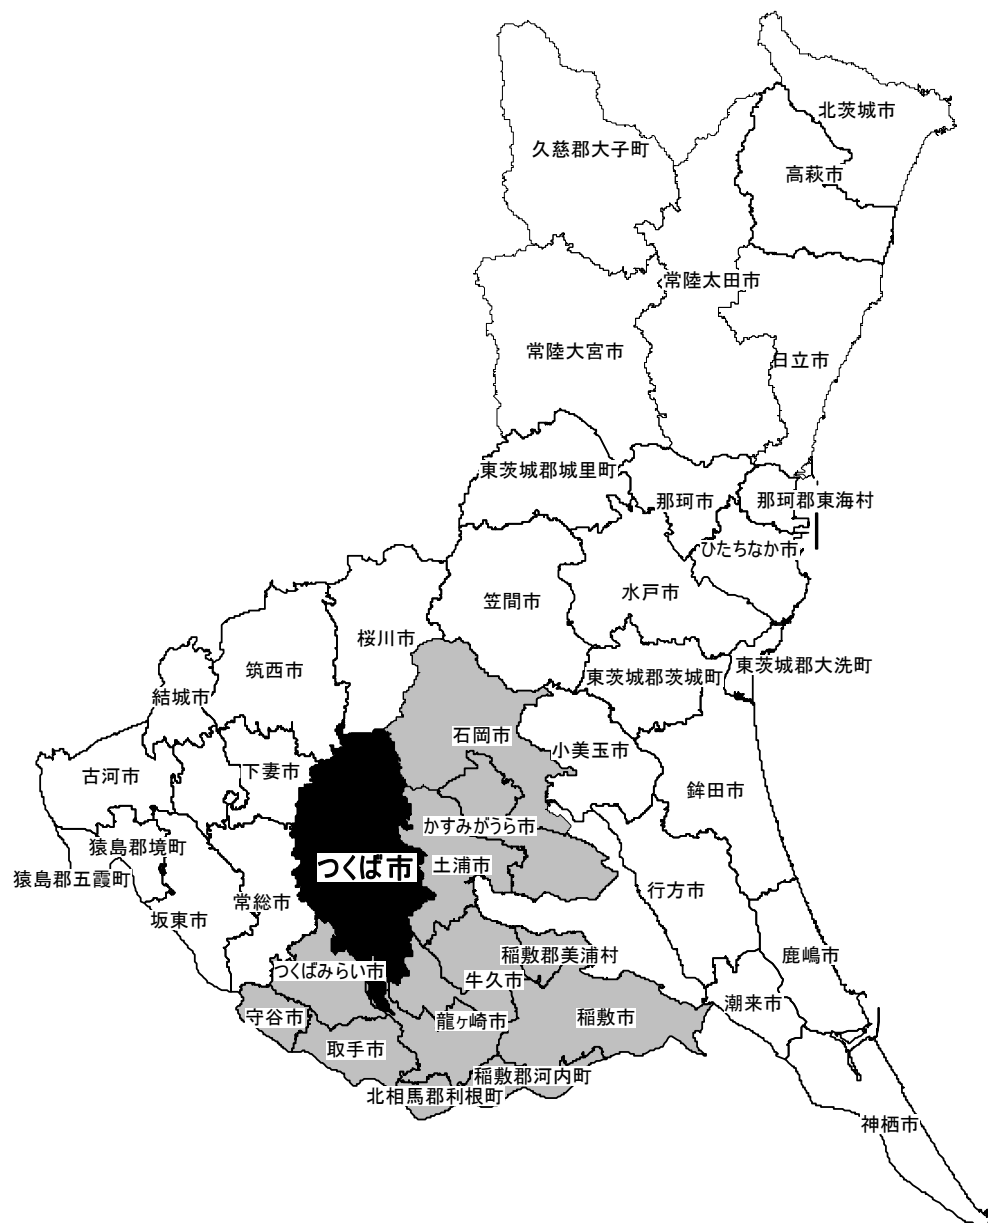 北茨城市
久慈郡大子町
高萩市
常陸太田市
常陸大宮市
日立市
東茨城郡城里町
那珂市
那珂郡東海村
ひたちなか市
水戸市
笠間市
桜川市
東茨城郡大洗町
筑西市
東茨城郡茨城町
結城市
石岡市
小美玉市
下妻市
古河市
鉾田市
かすみがうら市
猿島郡境町
つくば市
土浦市
猿島郡五霞町
行方市
常総市
坂東市
稲敷郡美浦村
鹿嶋市
つくばみらい市
牛久市
潮来市
守谷市
龍ヶ崎市
稲敷市
取手市
稲敷郡河内町
北相馬郡利根町
神栖市